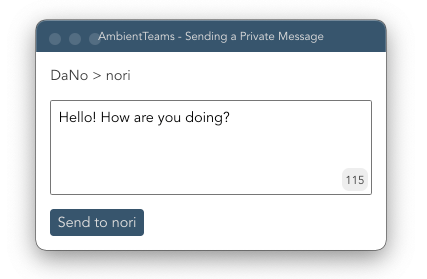 AmbientTeams - Sending a Private Message
DaNo > nori
Hello! How are you doing?
115
Send to nori